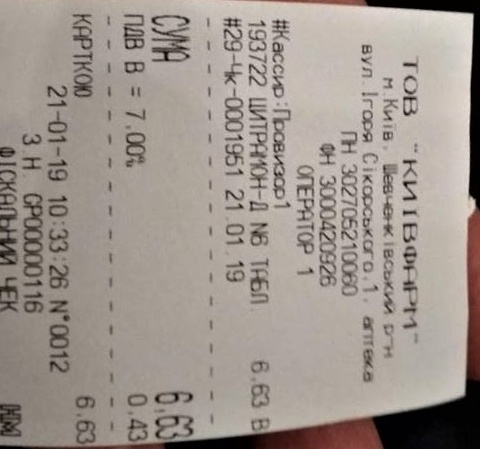 ТОВ "КИЇВФАРМ"
м.Київ, Шевченківський р-н
вул. Ігоря Сікорського,1, аптека
ПН 302705210060
ФН 3000420926
ОПЕРАТОР 1
#Кассир:Провизор1
193722 ЦИТРАМОН-Д N6 ТАБЛ. 6,63 В
#29-Чк-0001951 21.01.19
СУМА 6,63
ПДВ В = 7,00% 0,43
КАРТКОЮ 6,63
21-01-19 10:33:26 N°0012
З.Н. СР00000116
ФІСКАЛЬНИЙ ЧЕК